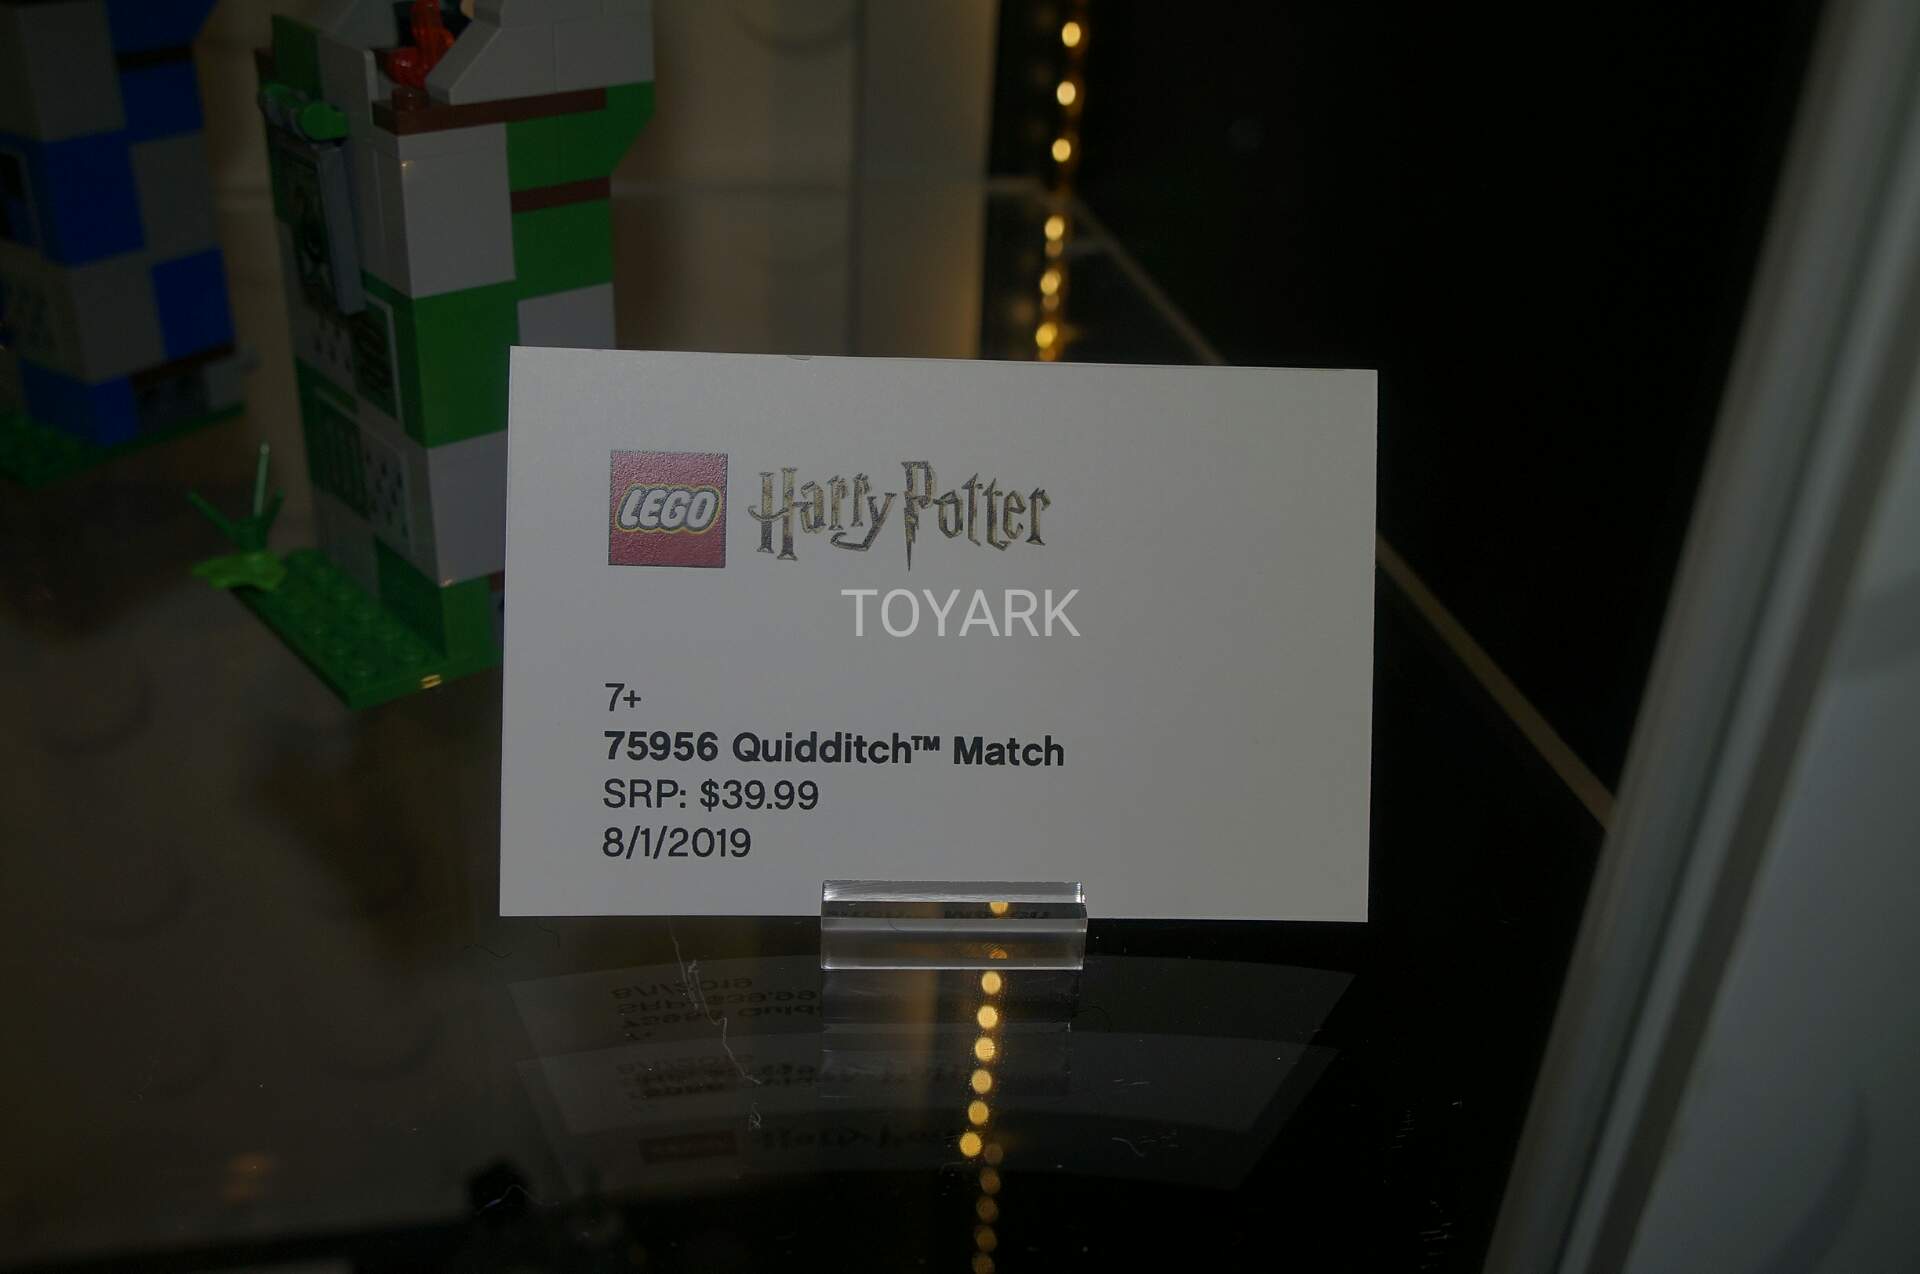 LEGO Harry Potter
TOYARK
7+
75956 Quidditch™ Match
SRP: $39.99
8/1/2019